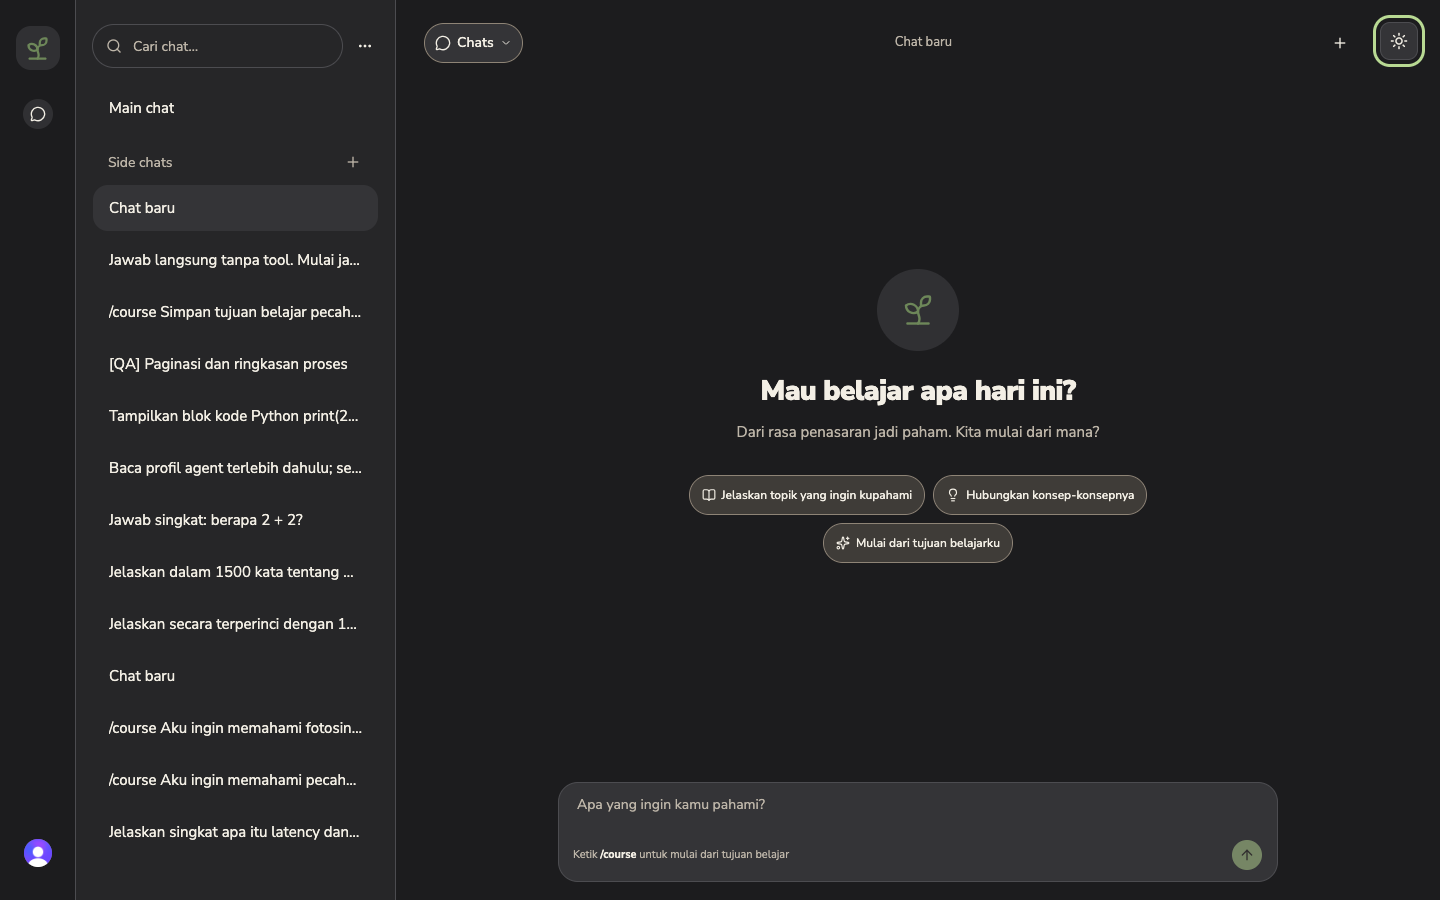 Cari chat...
Main chat
Side chats
Chat baru
Jawab langsung tanpa tool. Mulai ja...
/course Simpan tujuan belajar pecah...
[QA] Paginasi dan ringkasan proses
Tampilkan blok kode Python print(2...
Baca profil agent terlebih dahulu; se...
Jawab singkat: berapa 2 + 2?
Jelaskan dalam 1500 kata tentang ...
Jelaskan secara terperinci dengan 1...
Chat baru
/course Aku ingin memahami fotosin...
/course Aku ingin memahami pecah...
Jelaskan singkat apa itu latency dan...
Chats
Chat baru
Mau belajar apa hari ini?
Dari rasa penasaran jadi paham. Kita mulai dari mana?
Jelaskan topik yang ingin kupahami
Hubungkan konsep-konsepnya
Mulai dari tujuan belajarku
Apa yang ingin kamu pahami?
Ketik /course untuk mulai dari tujuan belajar